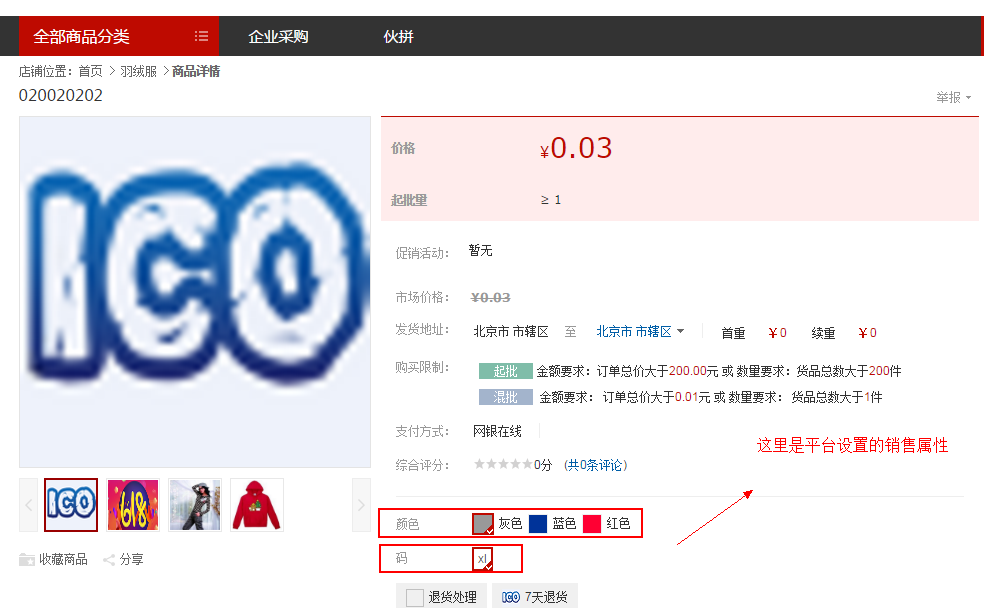 全部商品分类 企业采购 伙拼
店铺位置：首页 > 羽绒服 > 商品详情
020020202
举报
价格 ¥0.03
起批量 ≥ 1
ICO
促销活动： 暂无
市场价格： ¥0.03
发货地址： 北京市 市辖区 至 北京市 市辖区 首重 ￥0 续重 ￥0
购买限制： 起批 金额要求：订单总价大于200.00元 或 数量要求：货品总数大于200件
混批 金额要求： 订单总价大于0.01元 或 数量要求： 货品总数大于1件
支付方式： 网银在线
这里是平台设置的销售属性
综合评分： ★★★★★0分 （共0条评论）
ICO 618
颜色 灰色 蓝色 红色
码 xl
收藏商品 分享
退货处理 ICO 7天退货